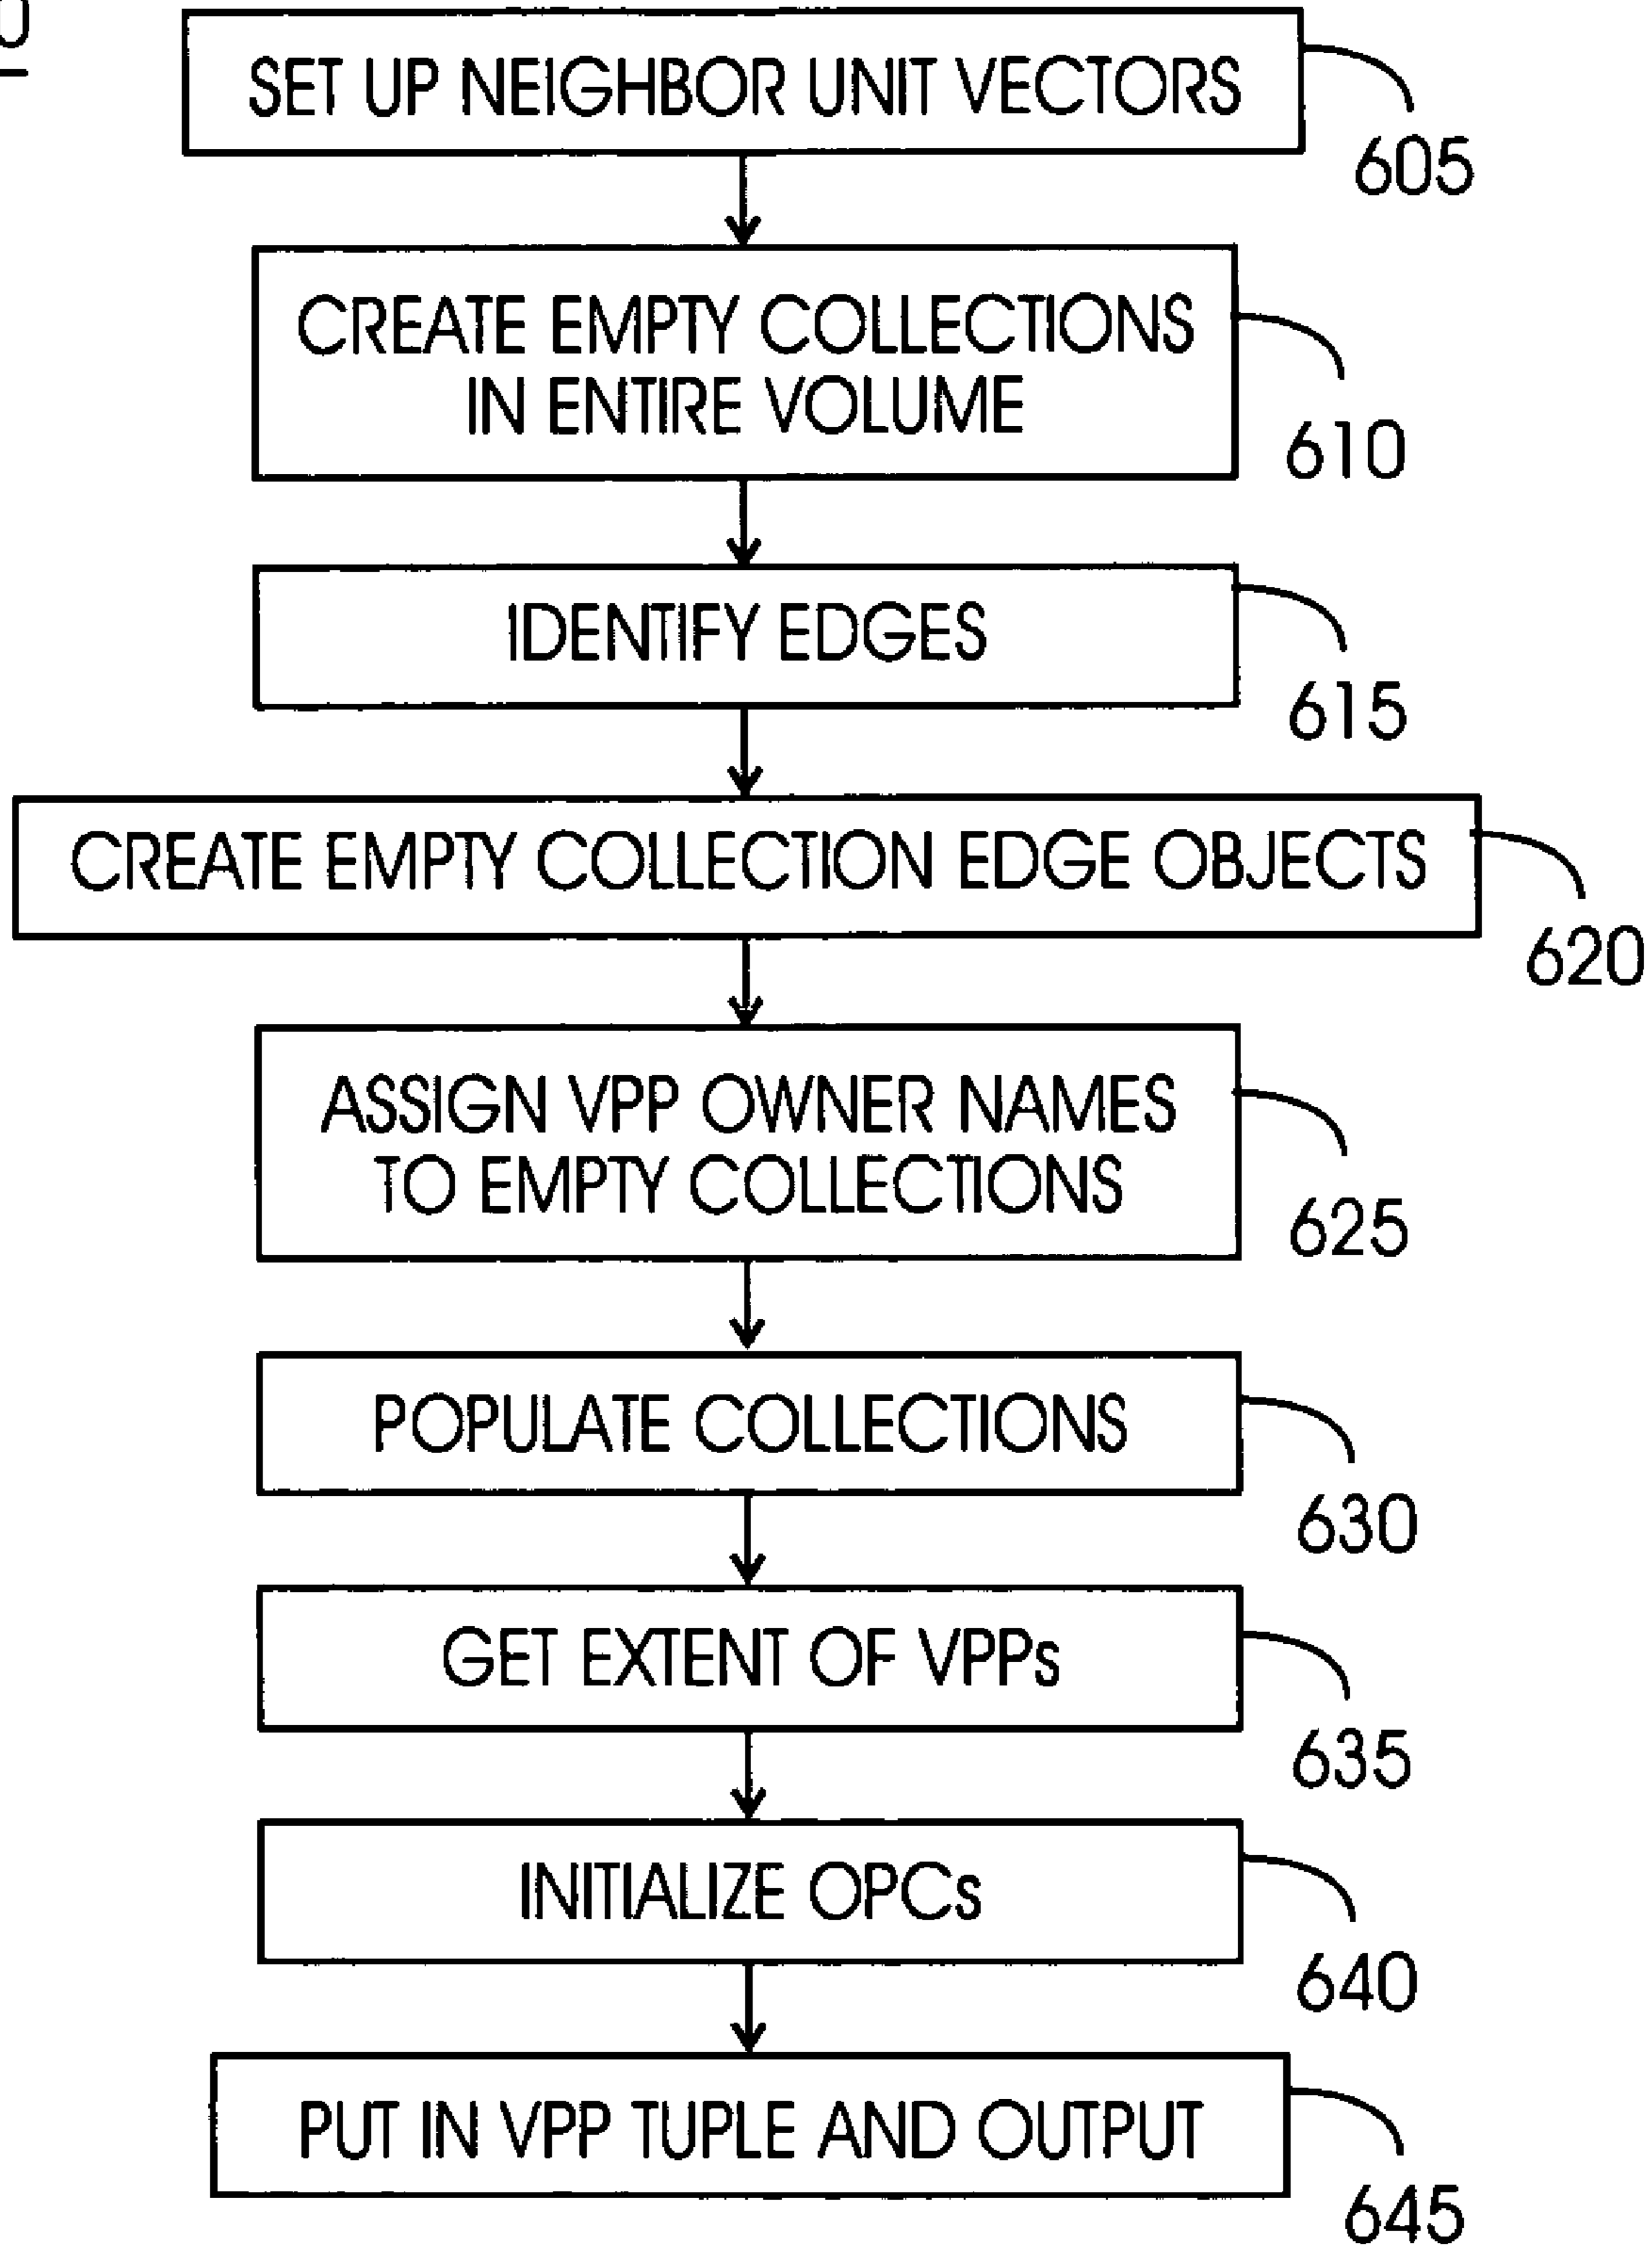 SET UP NEIGHBOR UNIT VECTORS
605
CREATE EMPTY COLLECTIONS
IN ENTIRE VOLUME
610
IDENTIFY EDGES
615
CREATE EMPTY COLLECTION EDGE OBJECTS
620
ASSIGN VPP OWNER NAMES
TO EMPTY COLLECTIONS
625
POPULATE COLLECTIONS
630
GET EXTENT OF VPPs
635
INITIALIZE OPCs
640
PUT IN VPP TUPLE AND OUTPUT
645